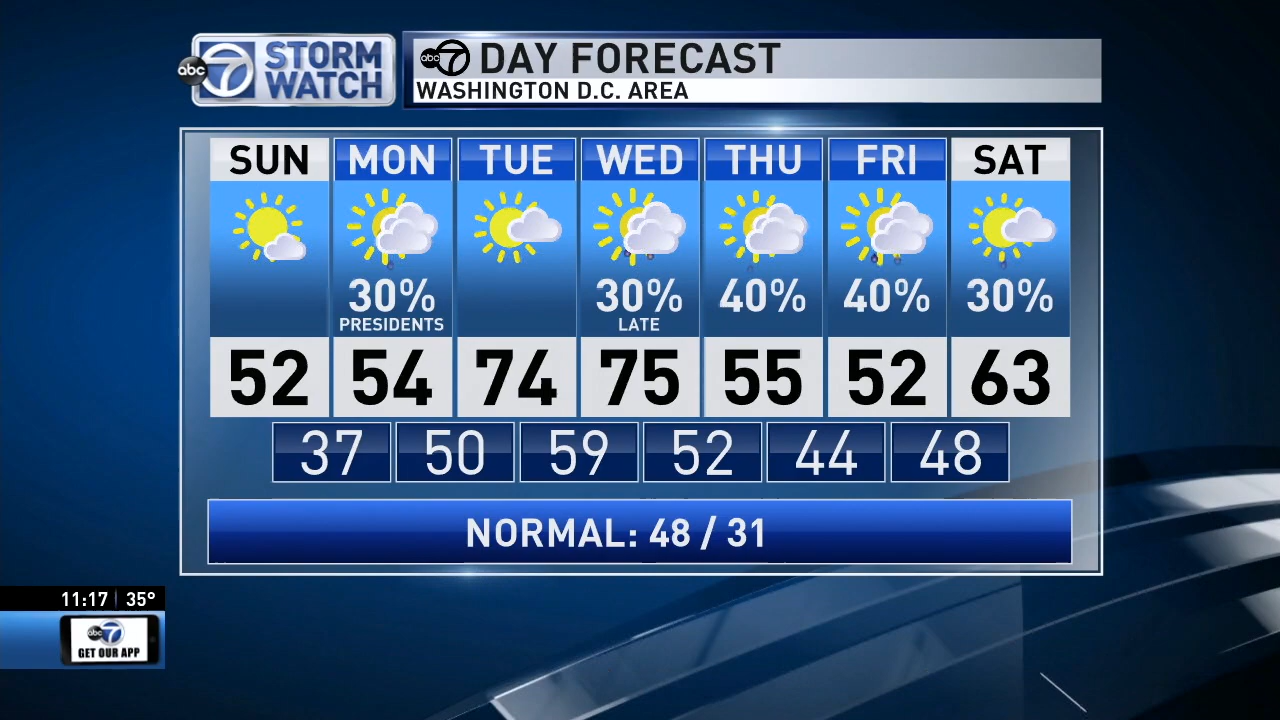 abc 7 STORM
WATCH
abc 7 DAY FORECAST
WASHINGTON D.C. AREA
SUN MON TUE WED THU FRI SAT
30% 30% 40% 40% 30%
PRESIDENTS LATE
52 54 74 75 55 52 63
37 50 59 52 44 48
NORMAL: 48 / 31
11:17 35°
abc 7
GET OUR APP